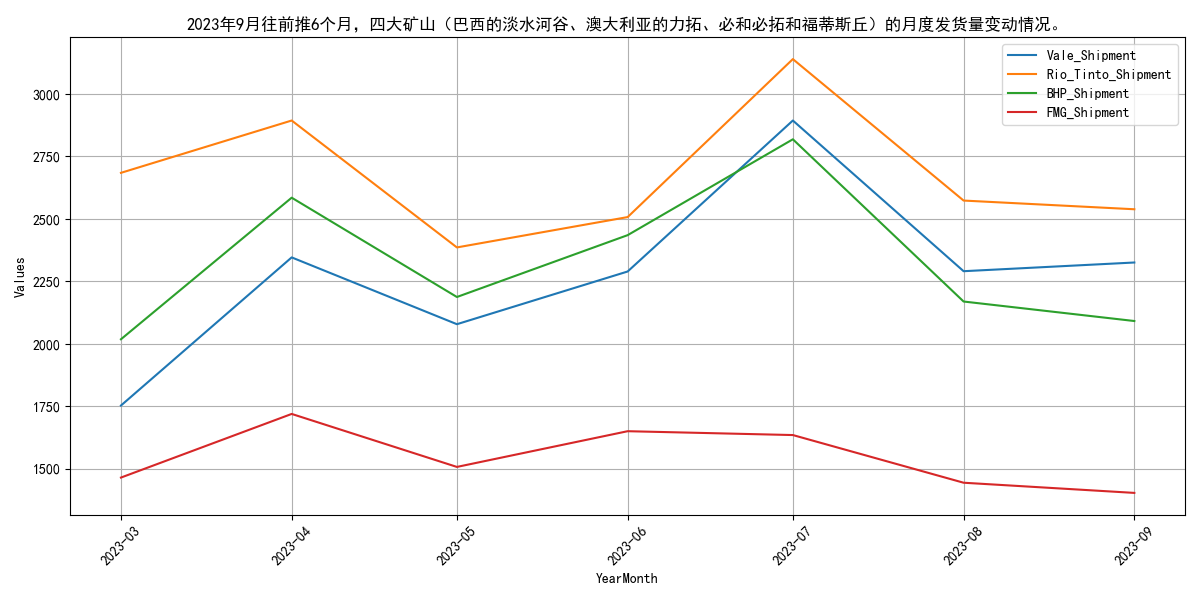 2023年9月往前推6个月，四大矿山（巴西的淡水河谷、澳大利亚的力拓、必和必拓和福蒂斯丘）的月度发货量变动情况。
Vale_Shipment
Rio_Tinto_Shipment
BHP_Shipment
FMG_Shipment
3000
2750
2500
2250
2000
1750
1500
Values
2023-03
2023-04
2023-05
2023-06
2023-07
2023-08
2023-09
YearMonth